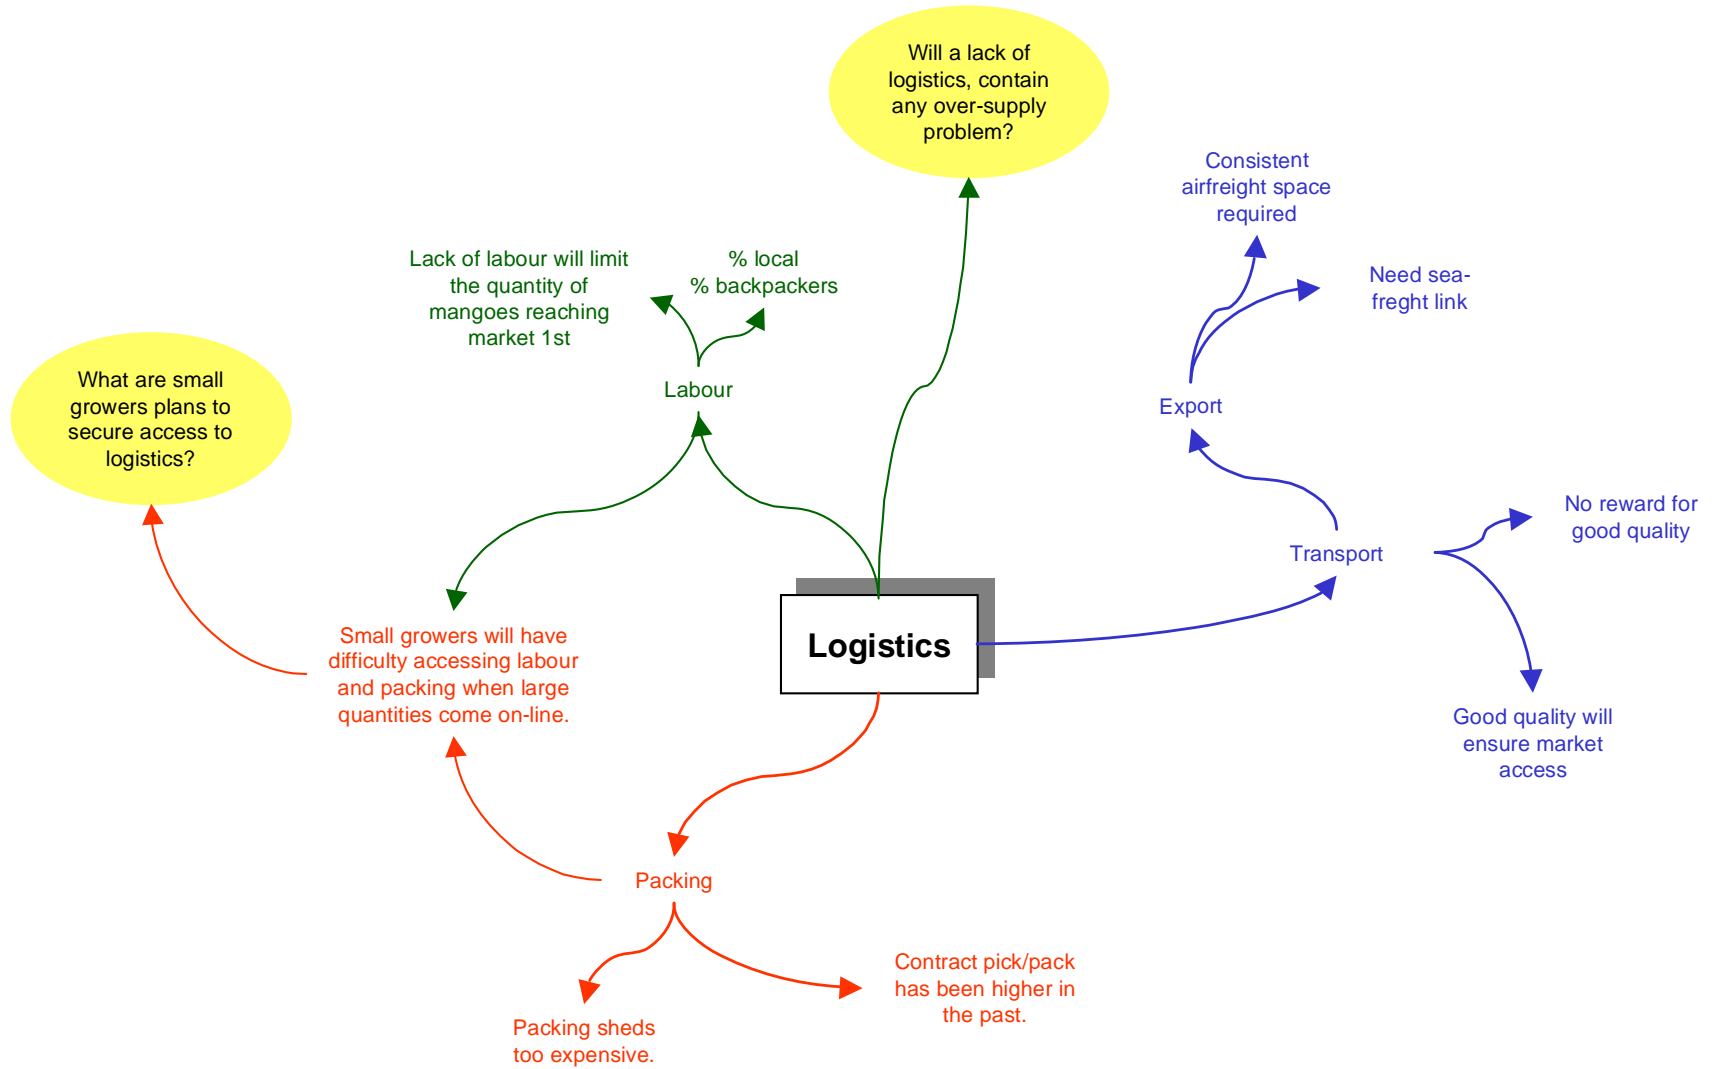 Will a lack of
logistics, contain
any over-supply
problem?
Consistent
airfreight space
required
Need sea-
freght link
Export
Lack of labour will limit
the quantity of
mangoes reaching
market 1st
% local
% backpackers
Labour
What are small
growers plans to
secure access to
logistics?
No reward for
good quality
Transport
Small growers will have
difficulty accessing labour
and packing when large
quantities come on-line.
Logistics
Good quality will
ensure market
access
Packing
Contract pick/pack
has been higher in
the past.
Packing sheds
too expensive.